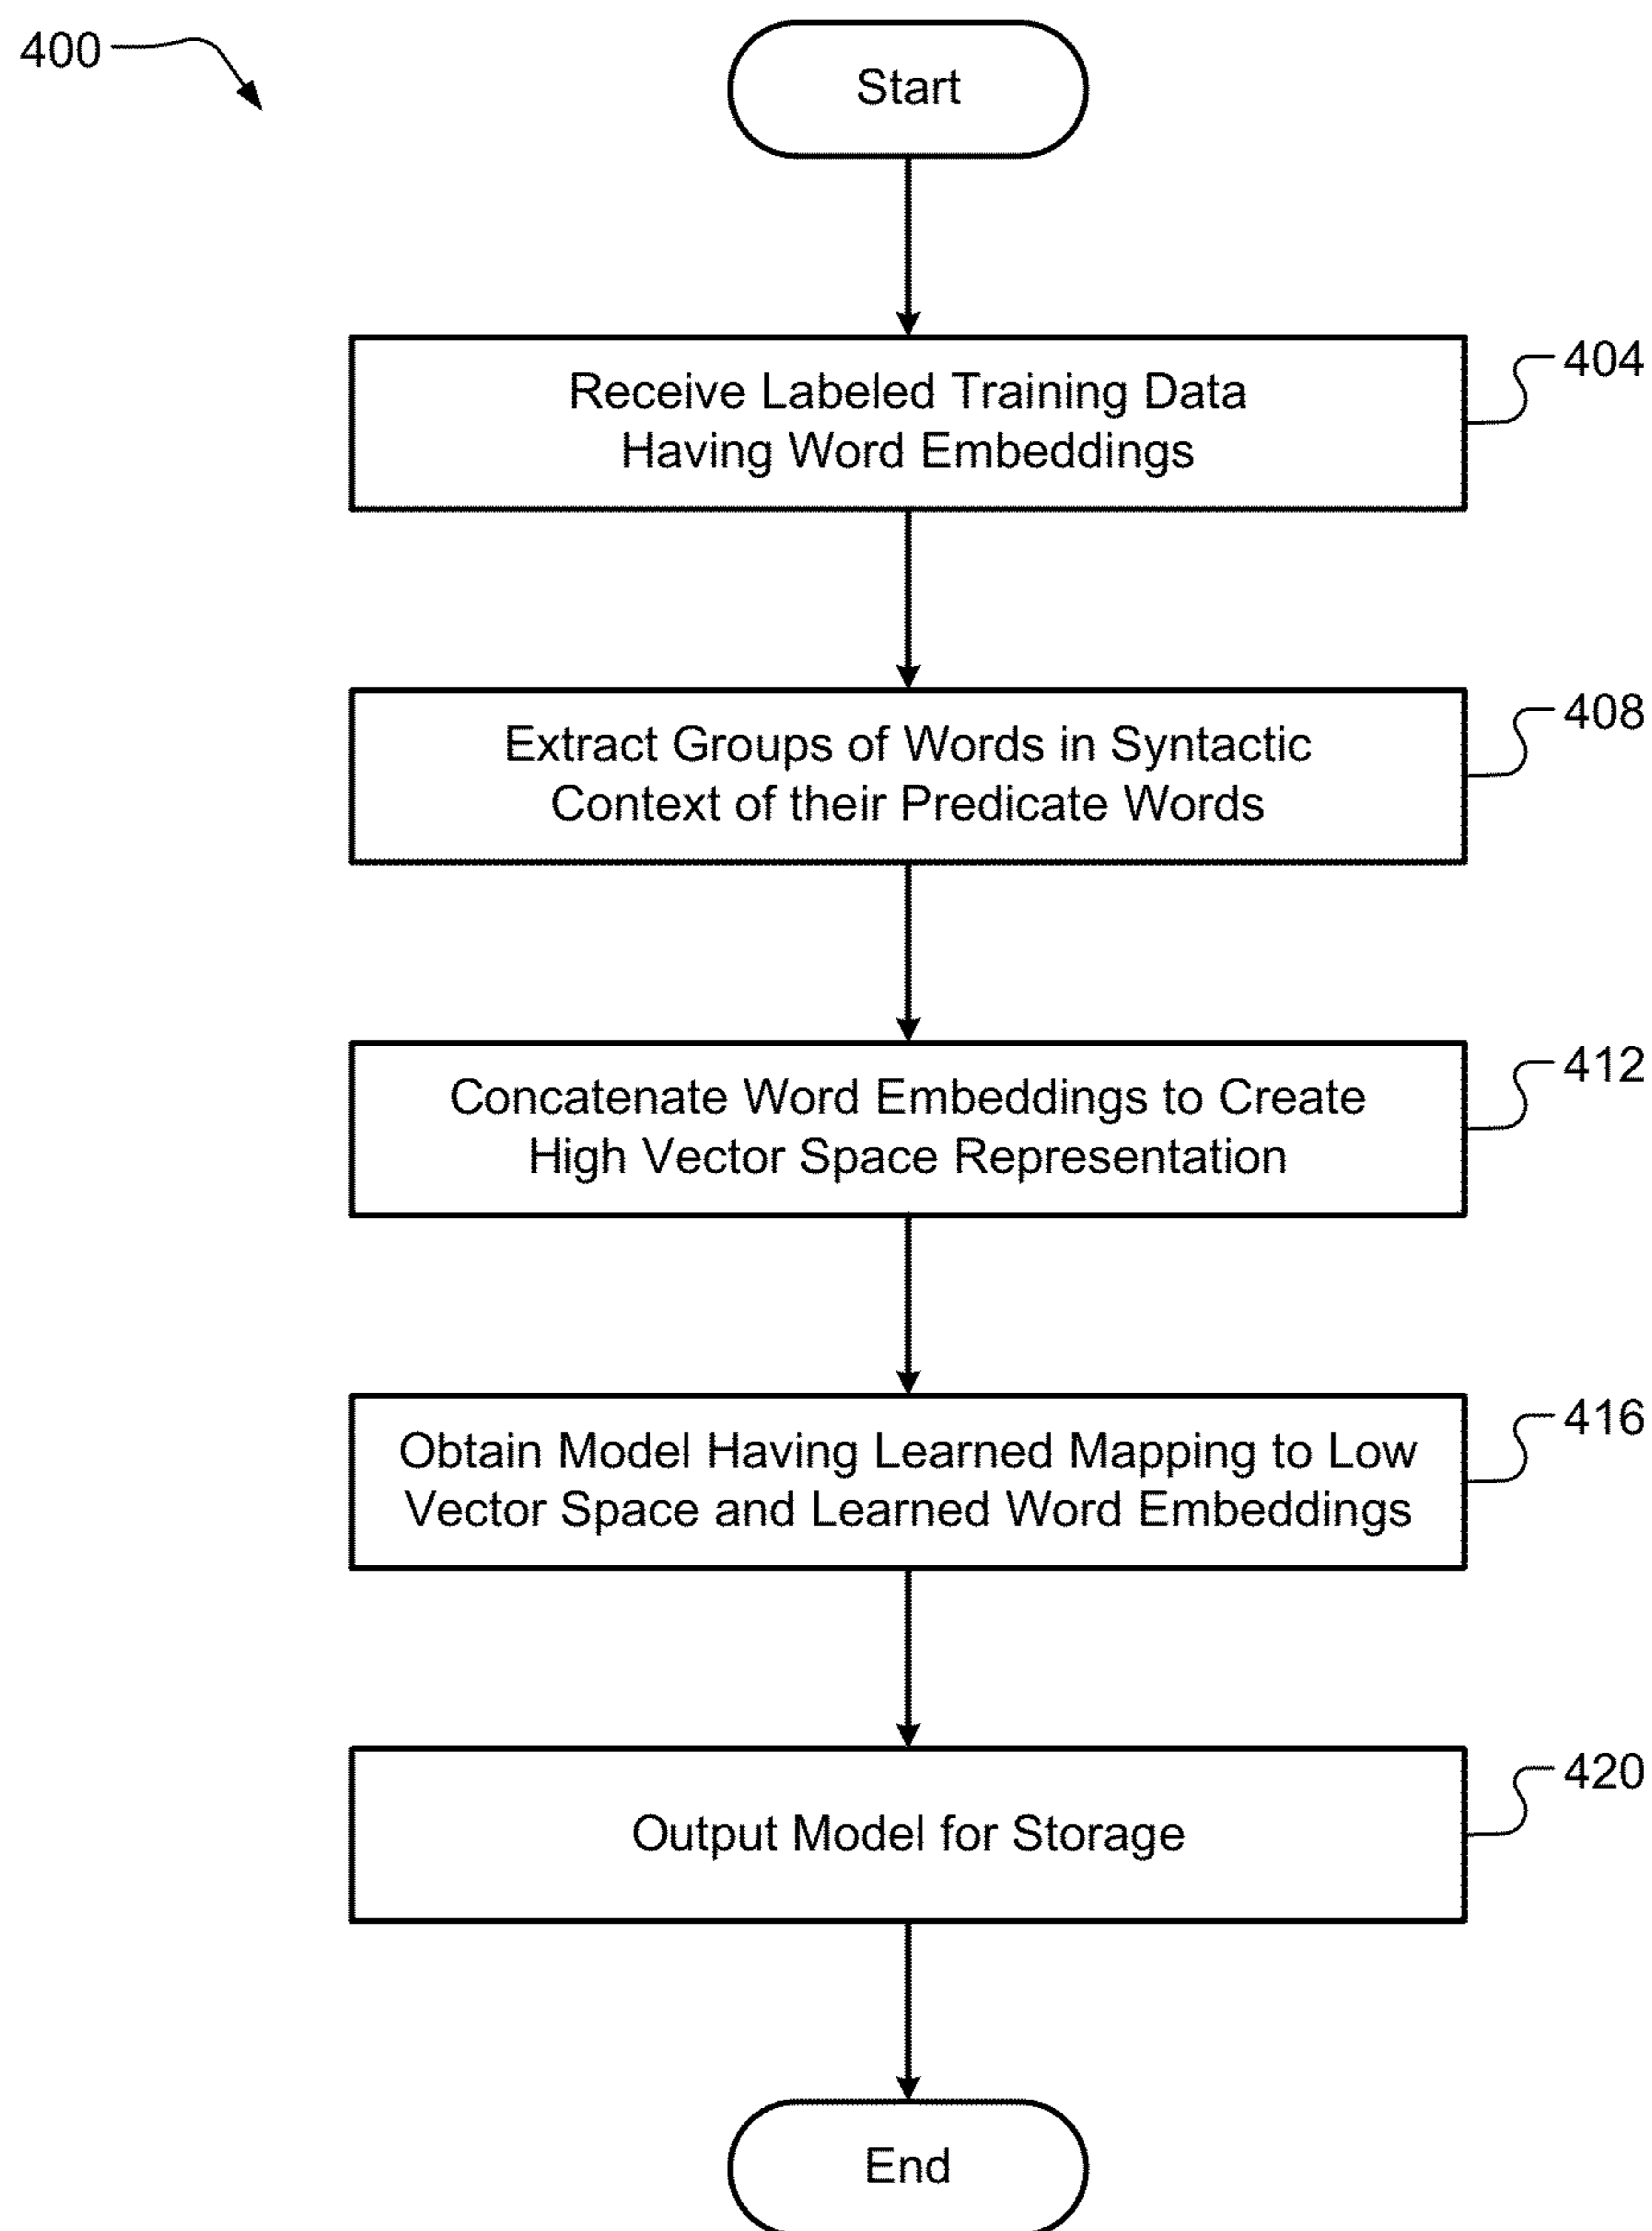 400
Start
Receive Labeled Training Data
Having Word Embeddings
404
Extract Groups of Words in Syntactic
Context of their Predicate Words
408
Concatenate Word Embeddings to Create
High Vector Space Representation
412
Obtain Model Having Learned Mapping to Low
Vector Space and Learned Word Embeddings
416
Output Model for Storage
420
End